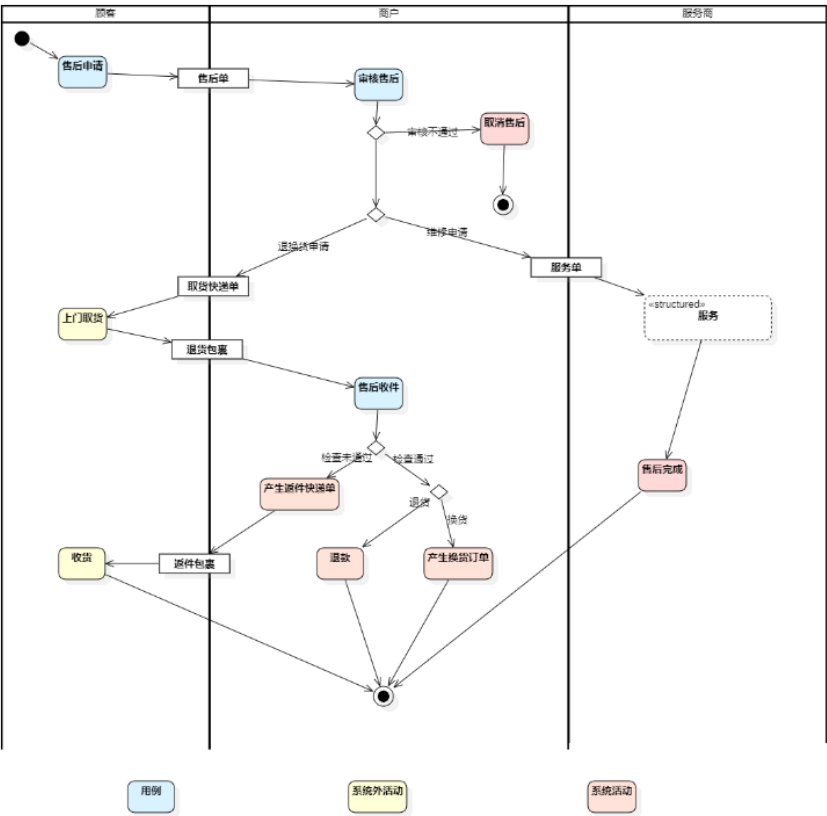 顾客
商户
服务商
售后申请
售后单
审核售后
审核不通过
取消售后
退换货申请
维修申请
取货快递单
服务单
«structured»
服务
上门取货
退货包裹
售后收件
检查未通过
检查通过
售后完成
产生返件快递单
退货
换货
收货
返件包裹
退款
产生换货订单
用例
系统外活动
系统活动